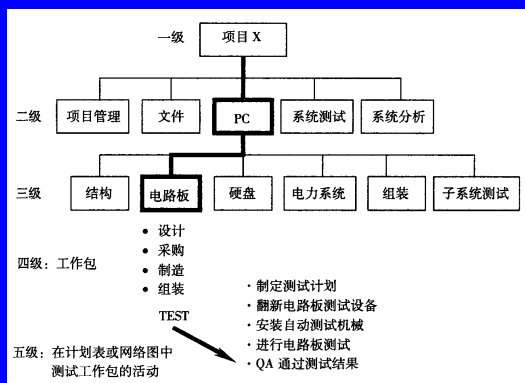 一级
项目 X
二级
项目管理
文件
PC
系统测试
系统分析
三级
结构
电路板
硬盘
电力系统
组装
子系统测试
四级：工作包
• 设计
• 采购
• 制造
• 组装
TEST
五级：在计划表或网络图中
测试工作包的活动
· 制定测试计划
· 翻新电路板测试设备
· 安装自动测试机械
· 进行电路板测试
· QA 通过测试结果